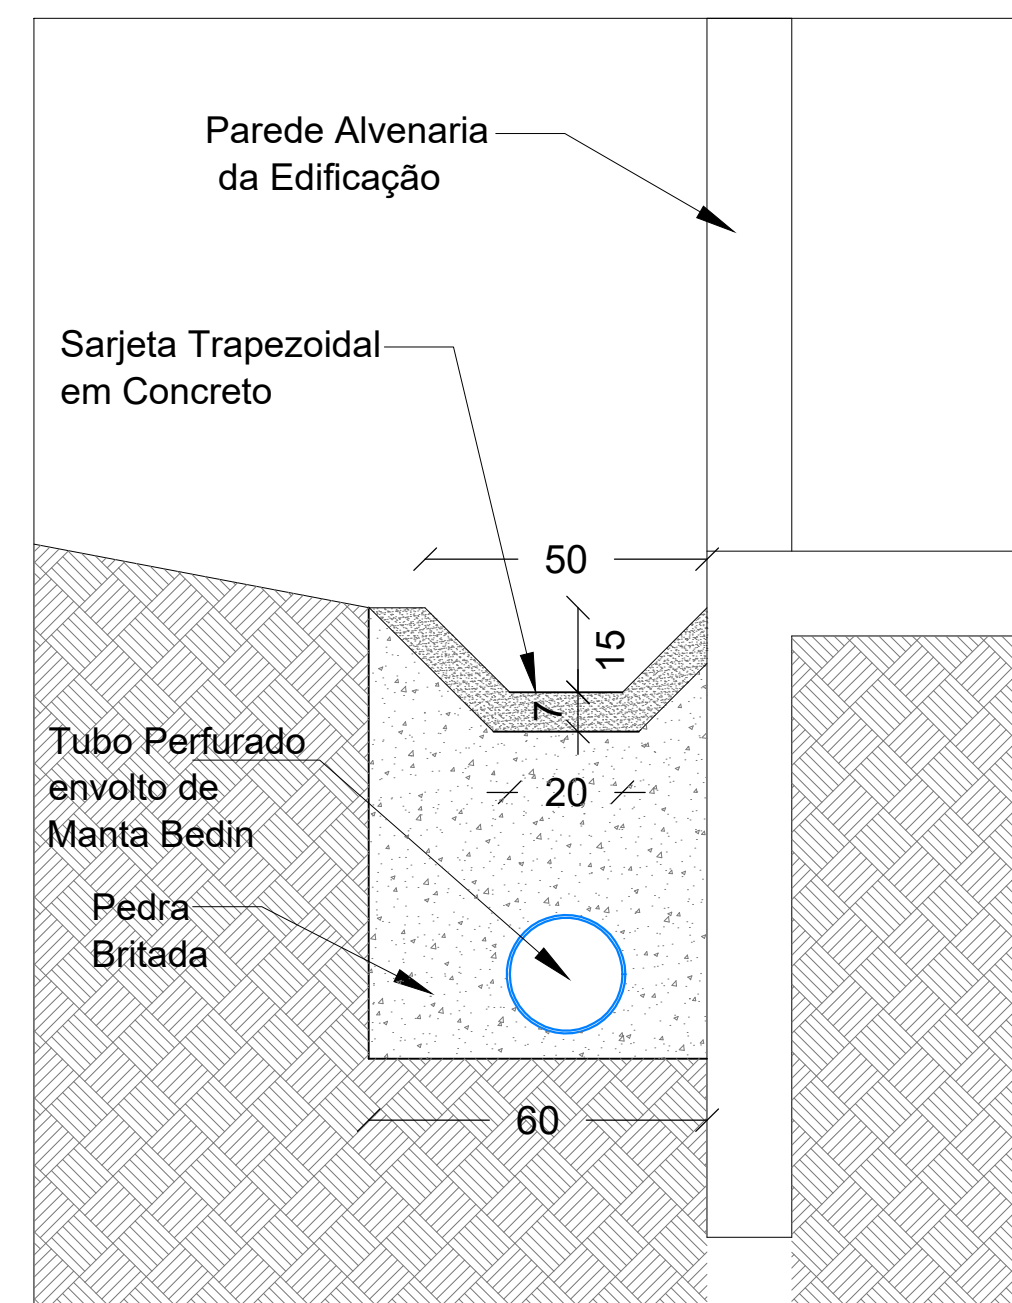 Parede Alvenaria
da Edificação
Sarjeta Trapezoidal
em Concreto
50
15
7
Tubo Perfurado
envolto de
Manta Bedin
20
Pedra
Britada
60